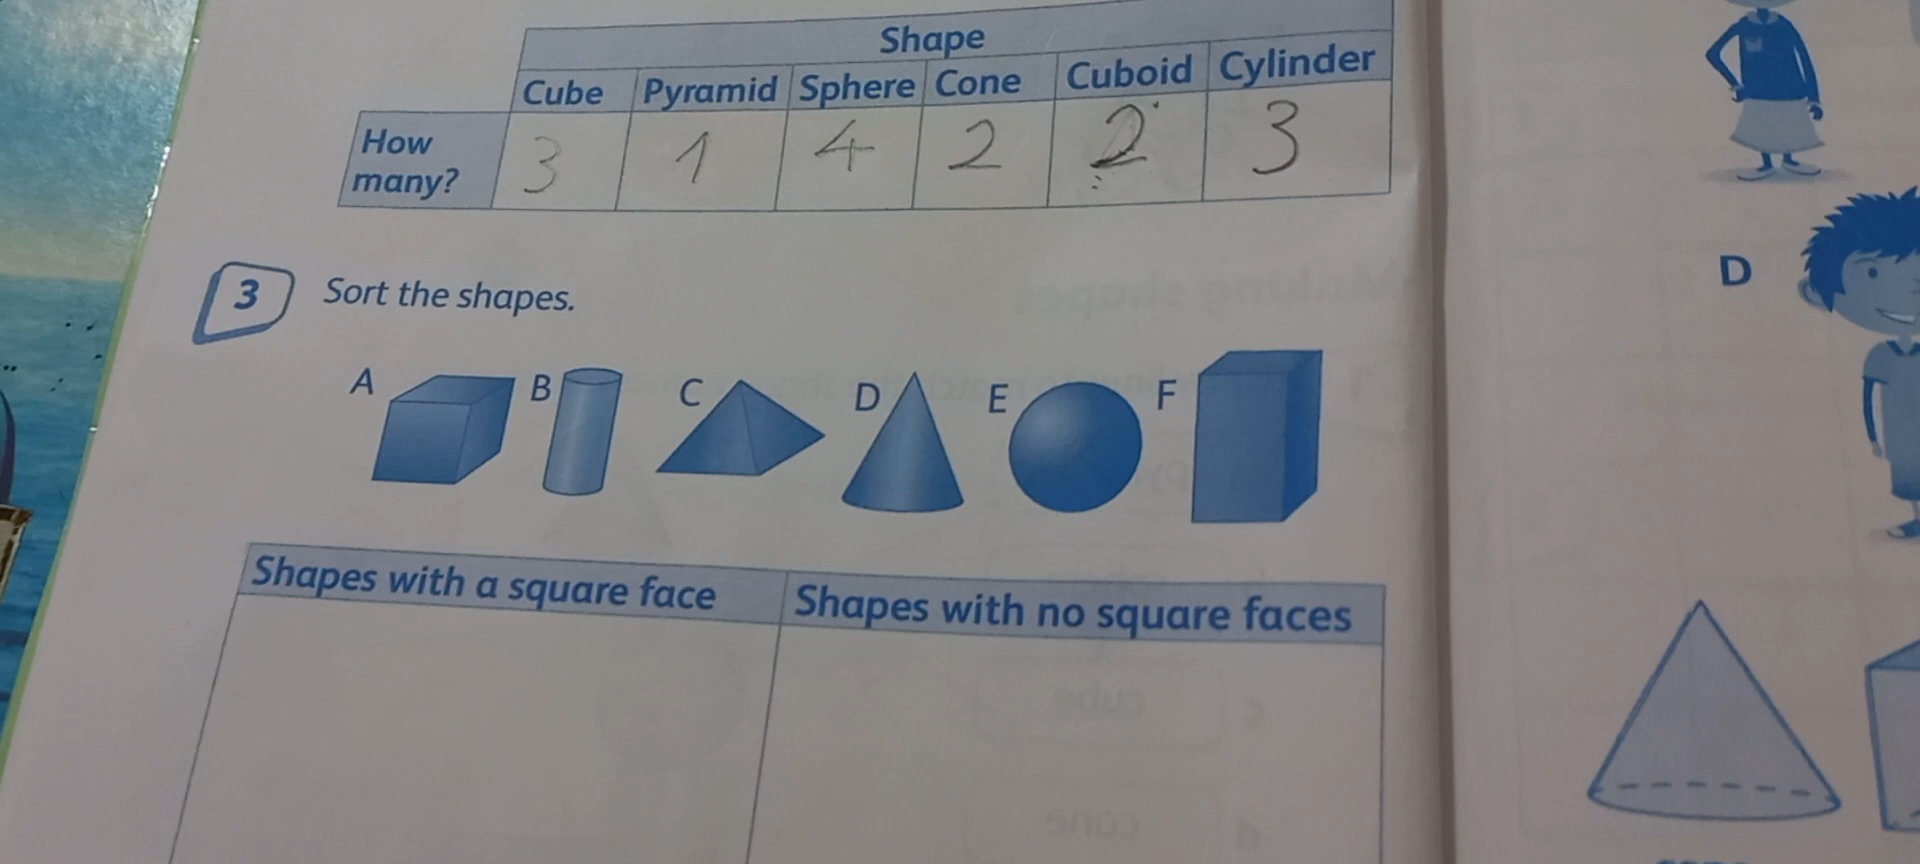 Shape
Cube Pyramid Sphere Cone Cuboid Cylinder
How many? 3 1 4 2 2 3
3 Sort the shapes.
A B C D E F
Shapes with a square face Shapes with no square faces
D